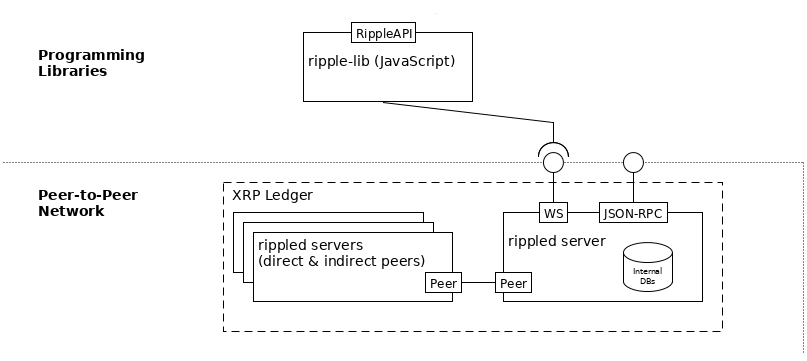 RippleAPI
Programming
Libraries
ripple-lib (JavaScript)
Peer-to-Peer
Network
XRP Ledger
WS
JSON-RPC
rippled servers
(direct & indirect peers)
rippled server
Internal
DBs
Peer
Peer